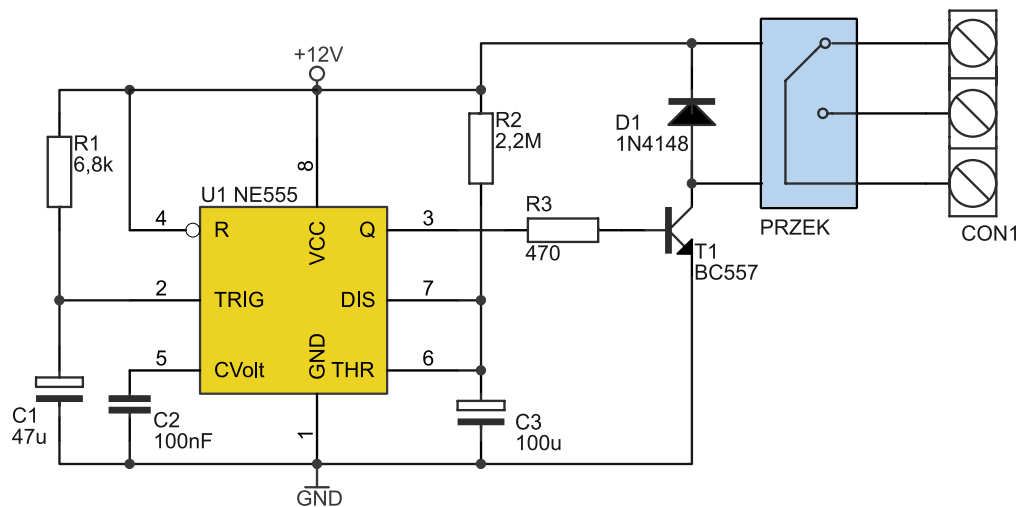 +12V
R1
6,8k
R2
2,2M
D1
1N4148
U1 NE555
8
4
R
VCC
Q
3
R3
470
PRZEK
CON1
T1
BC557
2
TRIG
DIS
7
5
CVolt
GND
THR
6
C1
47u
C2
100nF
1
C3
100u
GND